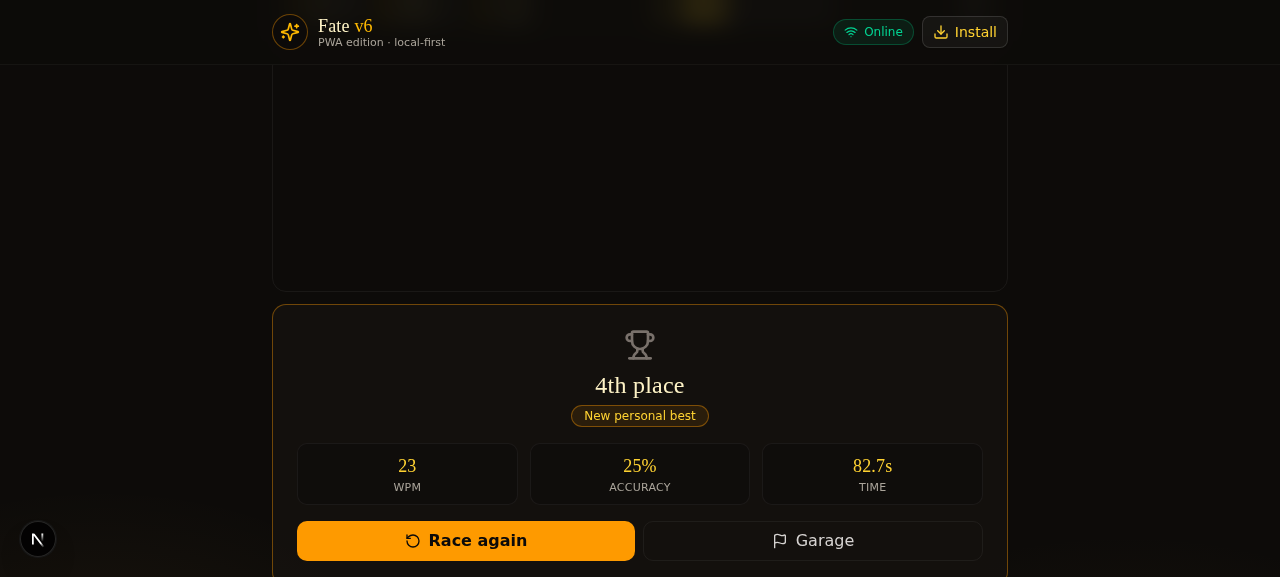 Fate v6
PWA edition · local-first
Online
Install
4th place
New personal best
23
WPM
25%
ACCURACY
82.7s
TIME
Race again
Garage
N